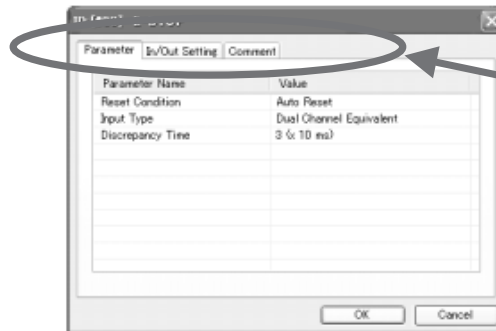 Parameter In/Out Setting Comment
Parameter Name Value
Reset Condition Auto Reset
Input Type Dual Channel Equivalent
Discrepancy Time 3 (x 10 ms)
OK Cancel